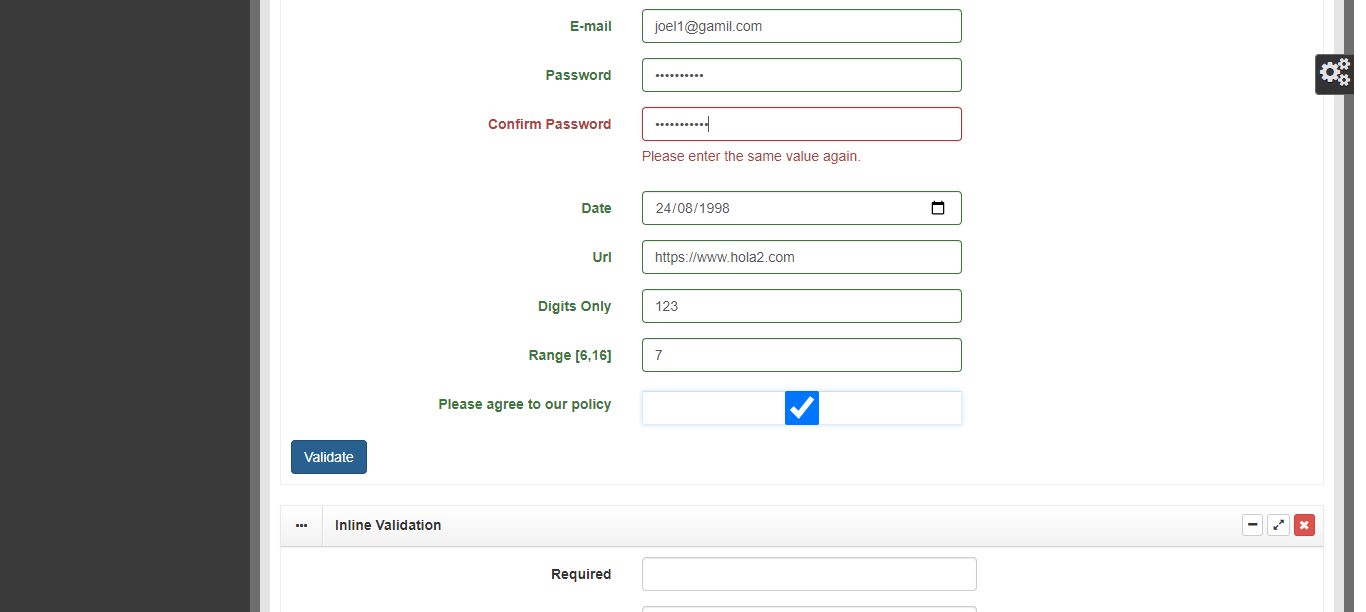 E-mail joel1@gamil.com
Password ••••••••••
Confirm Password •••••••••••
Please enter the same value again.
Date 24/08/1998
Url https://www.hola2.com
Digits Only 123
Range [6,16] 7
Please agree to our policy
Validate
Inline Validation
Required